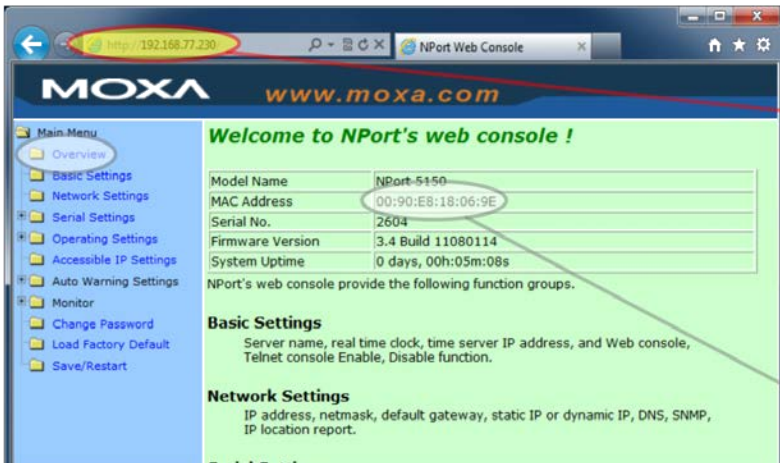 http://192.168.77.230/
NPort Web Console
MOXA www.moxa.com
Main Menu
Overview
Basic Settings
Network Settings
Serial Settings
Operating Settings
Accessible IP Settings
Auto Warning Settings
Monitor
Change Password
Load Factory Default
Save/Restart
Welcome to NPort's web console !
Model Name NPort-5150
MAC Address 00:90:E8:18:06:9E
Serial No. 2604
Firmware Version 3.4 Build 11080114
System Uptime 0 days, 00h:05m:08s
NPort's web console provide the following function groups.
Basic Settings
Server name, real time clock, time server IP address, and Web console,
Telnet console Enable, Disable function.
Network Settings
IP address, netmask, default gateway, static IP or dynamic IP, DNS, SNMP,
IP location report.